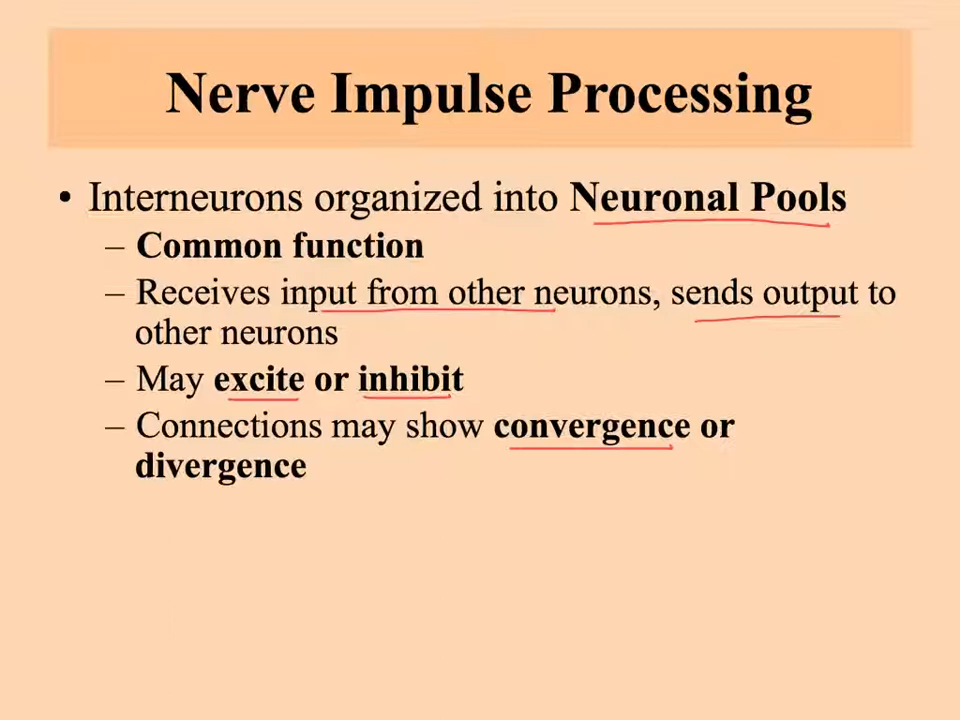 Nerve Impulse Processing
• Interneurons organized into Neuronal Pools
– Common function
– Receives input from other neurons, sends output to
other neurons
– May excite or inhibit
– Connections may show convergence or
divergence